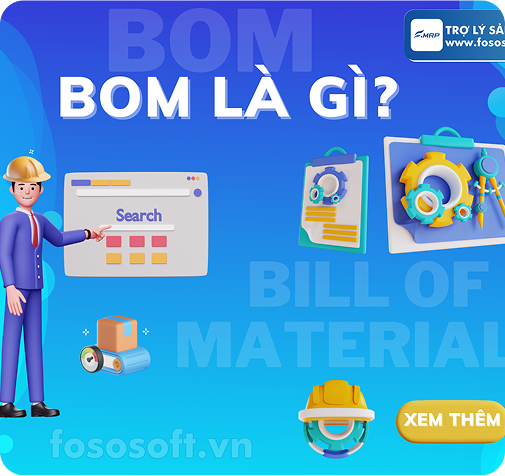 BOM
F.MRP
TRỢ LÝ SẢ
www.fosos
BOM LÀ GÌ?
Search
BILL OF
MATERIAL
XEM THÊM
fososoft.vn